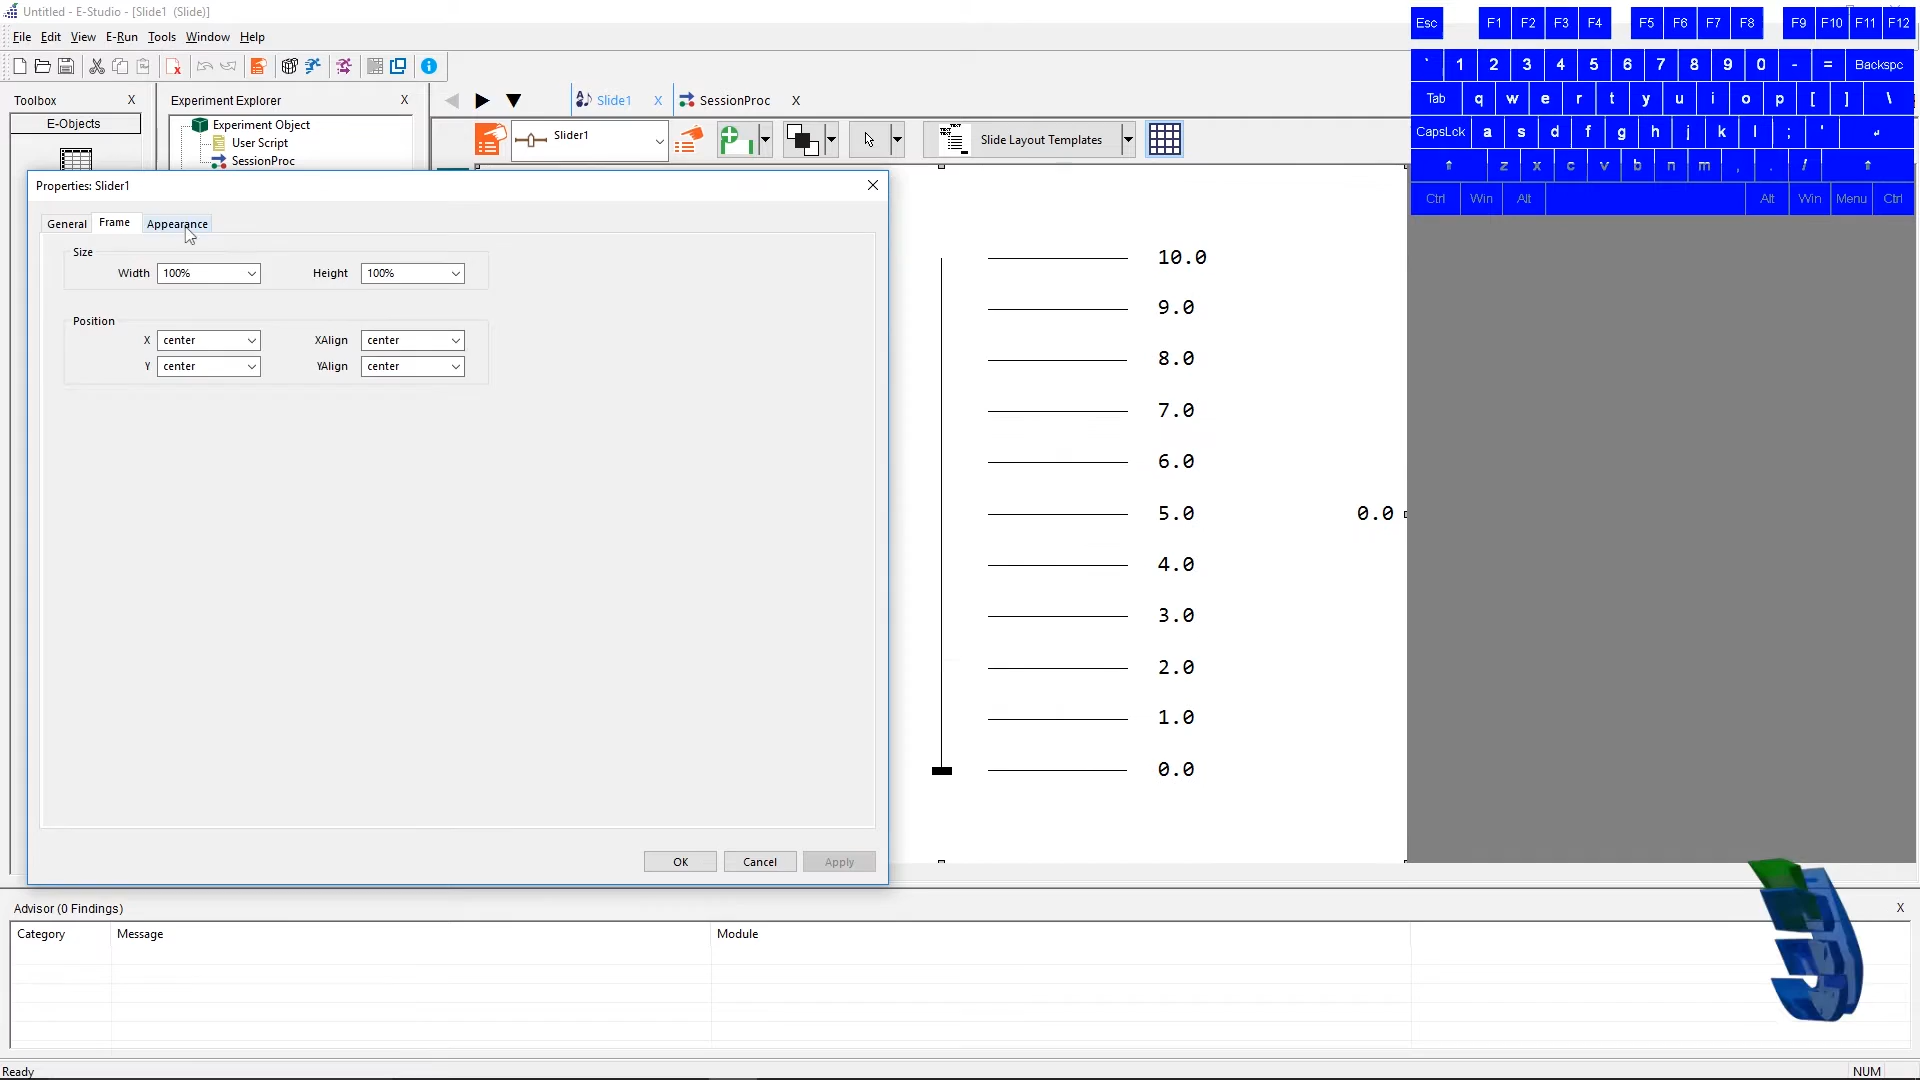 Untitled - E-Studio - [Slide1 (Slide)]
File Edit View E-Run Tools Window Help
Toolbox X
E-Objects
Experiment Explorer X
Experiment Object
User Script
SessionProc
Slide1 X
SessionProc X
Slider1
Slide Layout Templates
Properties: Slider1
General Frame Appearance
Size
Width 100% Height 100%
Position
X center XAlign center
Y center YAlign center
OK Cancel Apply
10.0
9.0
8.0
7.0
6.0
5.0
0.0
4.0
3.0
2.0
1.0
0.0
Esc F1 F2 F3 F4 F5 F6 F7 F8 F9 F10 F11 F12
` 1 2 3 4 5 6 7 8 9 0 - = Backspc
Tab q w e r t y u i o p [ ] \
CapsLck a s d f g h j k l ; '
z x c v b n m , . /
Ctrl Win Alt Alt Win Menu Ctrl
Advisor (0 Findings) X
Category Message Module
Ready NUM